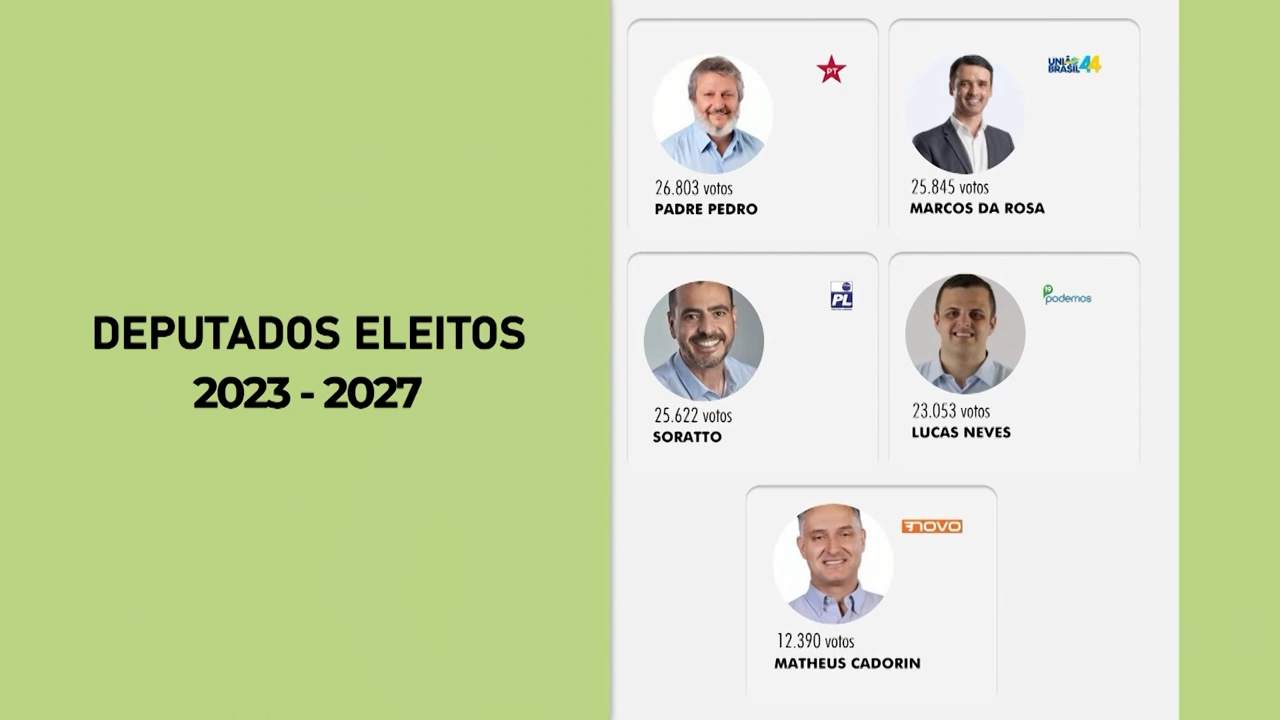 DEPUTADOS ELEITOS
2023 - 2027
PT
UNIÃO
BRASIL 44
26.803 votos
PADRE PEDRO
25.845 votos
MARCOS DA ROSA
PL
19
podemos
25.622 votos
SORATTO
23.053 votos
LUCAS NEVES
NOVO
12.390 votos
MATHEUS CADORIN